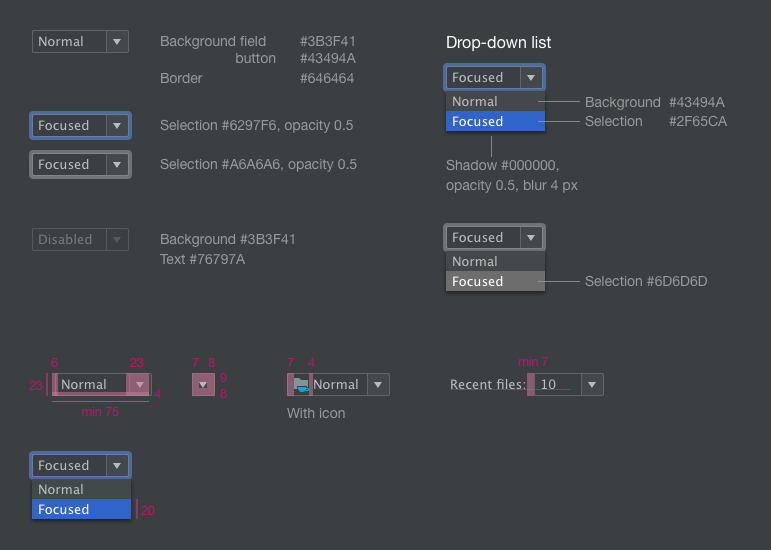 Normal
Background field #3B3F41
button #43494A
Border #646464
Focused
Selection #6297F6, opacity 0.5
Focused
Selection #A6A6A6, opacity 0.5
Disabled
Background #3B3F41
Text #76797A
Drop-down list
Focused
Normal
Background #43494A
Focused
Selection #2F65CA
Shadow #000000,
opacity 0.5, blur 4 px
Focused
Normal
Focused
Selection #6D6D6D
6 23
23
Normal
4
min 75
7 8
9
8
7 4
Normal
With icon
min 7
Recent files: 10
Focused
Normal
Focused
20